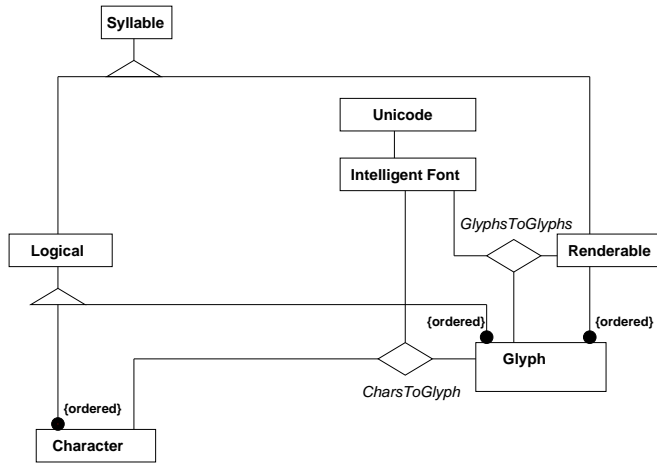 Syllable
Unicode
Intelligent Font
GlyphsToGlyphs
Logical
Renderable
{ordered}
{ordered}
Glyph
CharsToGlyph
{ordered}
Character